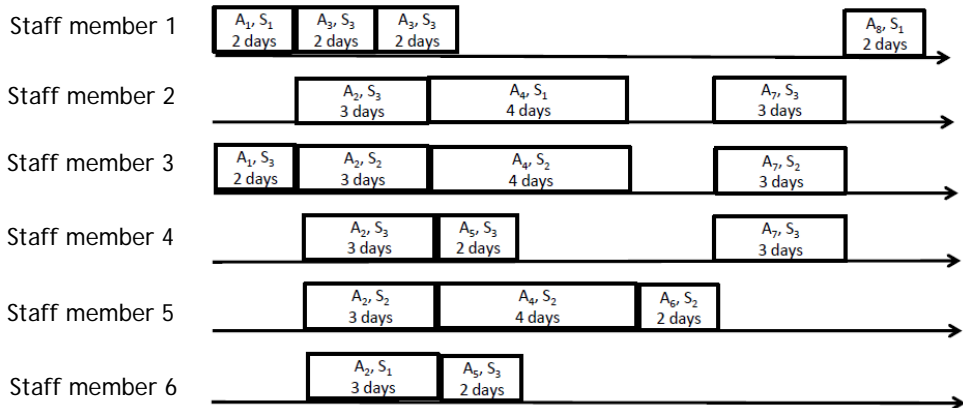 Staff member 1
A₁, S₁
2 days
A₃, S₃
2 days
A₃, S₃
2 days
A₈, S₁
2 days
Staff member 2
A₂, S₃
3 days
A₄, S₁
4 days
A₇, S₃
3 days
Staff member 3
A₁, S₃
2 days
A₂, S₂
3 days
A₄, S₂
4 days
A₇, S₂
3 days
Staff member 4
A₂, S₃
3 days
A₅, S₃
2 days
A₇, S₃
3 days
Staff member 5
A₂, S₂
3 days
A₄, S₂
4 days
A₆, S₂
2 days
Staff member 6
A₂, S₁
3 days
A₅, S₃
2 days